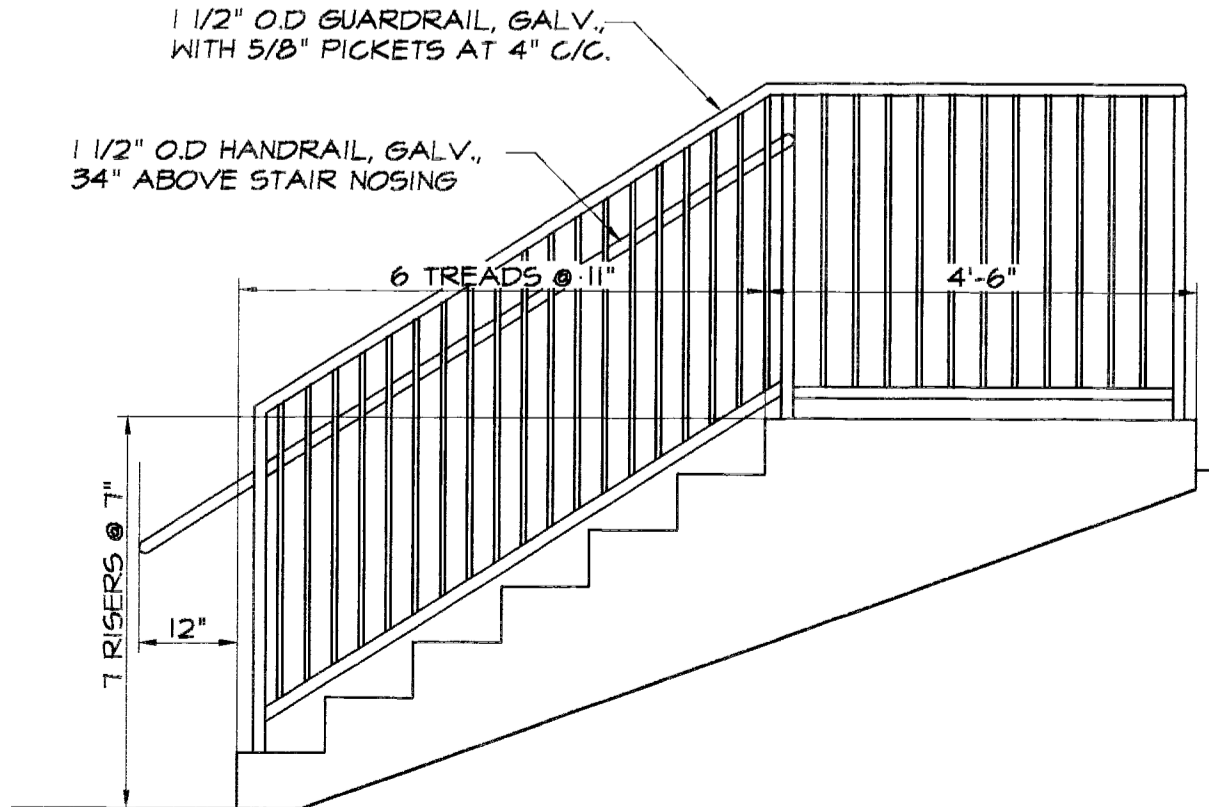 1 1/2" O.D GUARDRAIL, GALV.,
WITH 5/8" PICKETS AT 4" C/C.
1 1/2" O.D HANDRAIL, GALV.,
34" ABOVE STAIR NOSING
6 TREADS @ 11"
4'-6"
7 RISERS @ 7"
12"